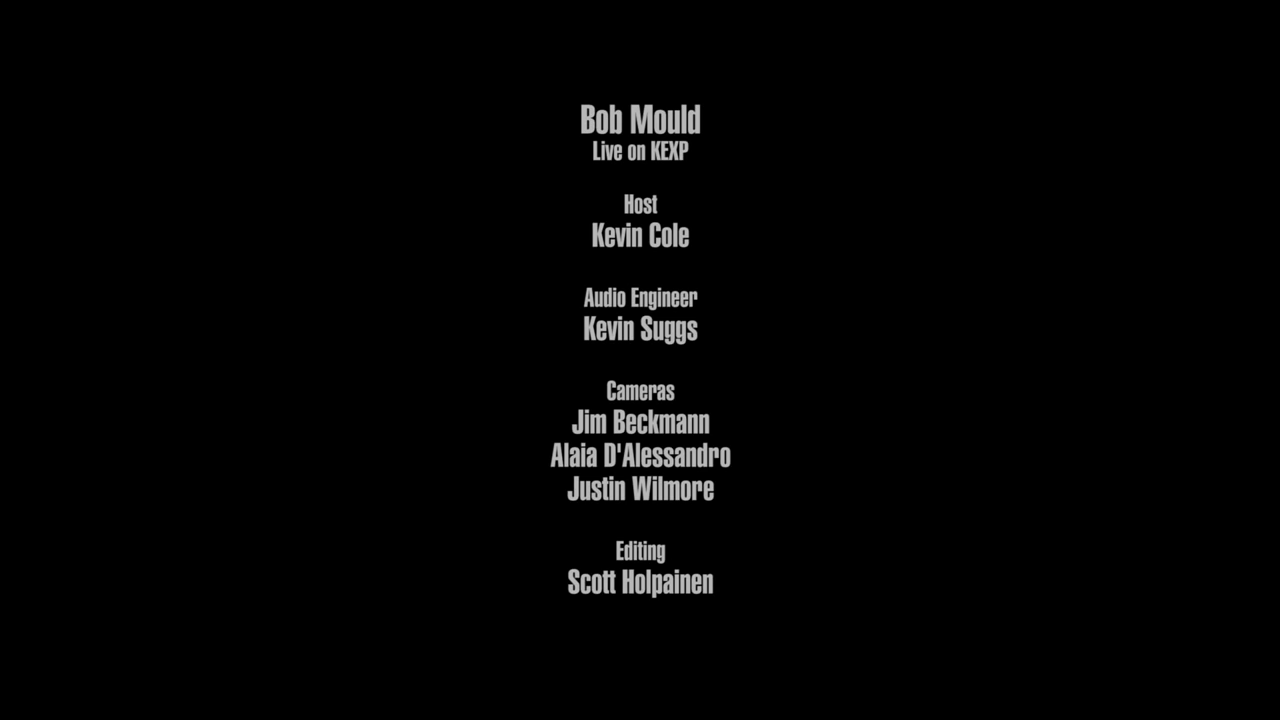 Bob Mould
Live on KEXP
Host
Kevin Cole
Audio Engineer
Kevin Suggs
Cameras
Jim Beckmann
Alaia D'Alessandro
Justin Wilmore
Editing
Scott Holpainen